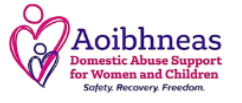 Aoibhneas
Domestic Abuse Support
for Women and Children
Safety. Recovery. Freedom.